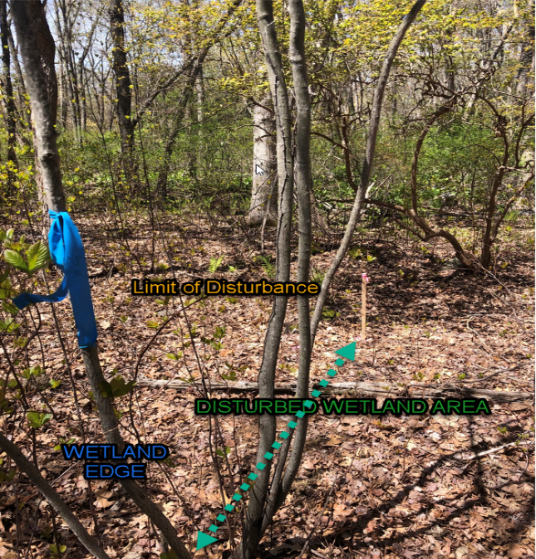 Limit of Disturbance
DISTURBED WETLAND AREA
WETLAND
EDGE